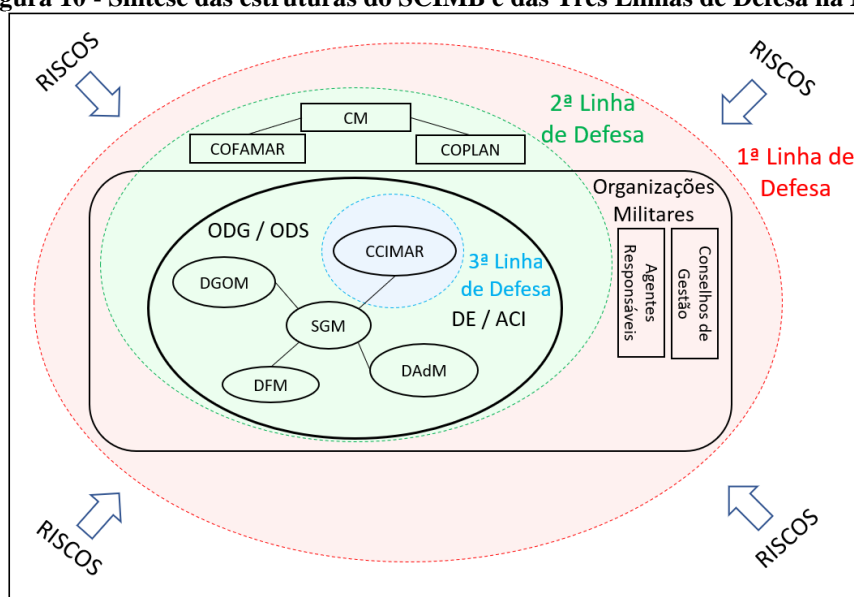 gura 10 - Síntese das estruturas do SCIMB e das Três Linhas de Defesa na
RISCOS
RISCOS
2ª Linha
de Defesa
CM
COFAMAR
COPLAN
1ª Linha de
Defesa
Organizações
Militares
ODG / ODS
CCIMAR
3ª Linha
de Defesa
DGOM
SGM
DE / ACI
DFM
DAdM
Agentes
Responsáveis
Conselhos de
Gestão
RISCOS
RISCOS